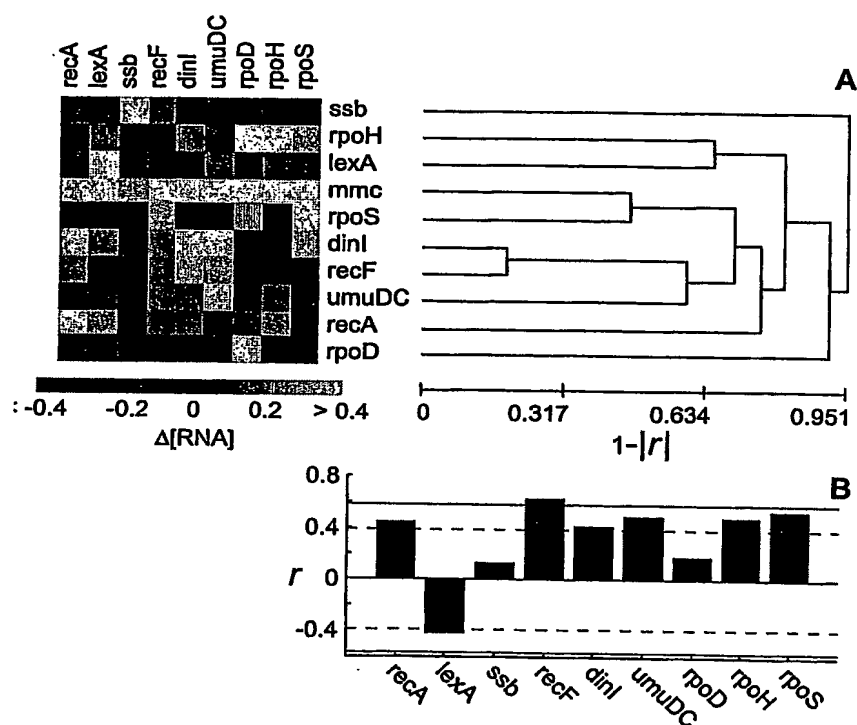 recA lexA ssb recF dinI umuDC rpoD rpoH rpoS
A
ssb
rpoH
lexA
mmc
rpoS
dinI
recF
umuDC
recA
rpoD
: -0.4 -0.2 0 0.2 > 0.4
Δ[RNA]
0 0.317 0.634 0.951
1-|r|
B
0.8
0.4
0
-0.4
r
recA lexA ssb recF dinI umuDC rpoD rpoH rpoS